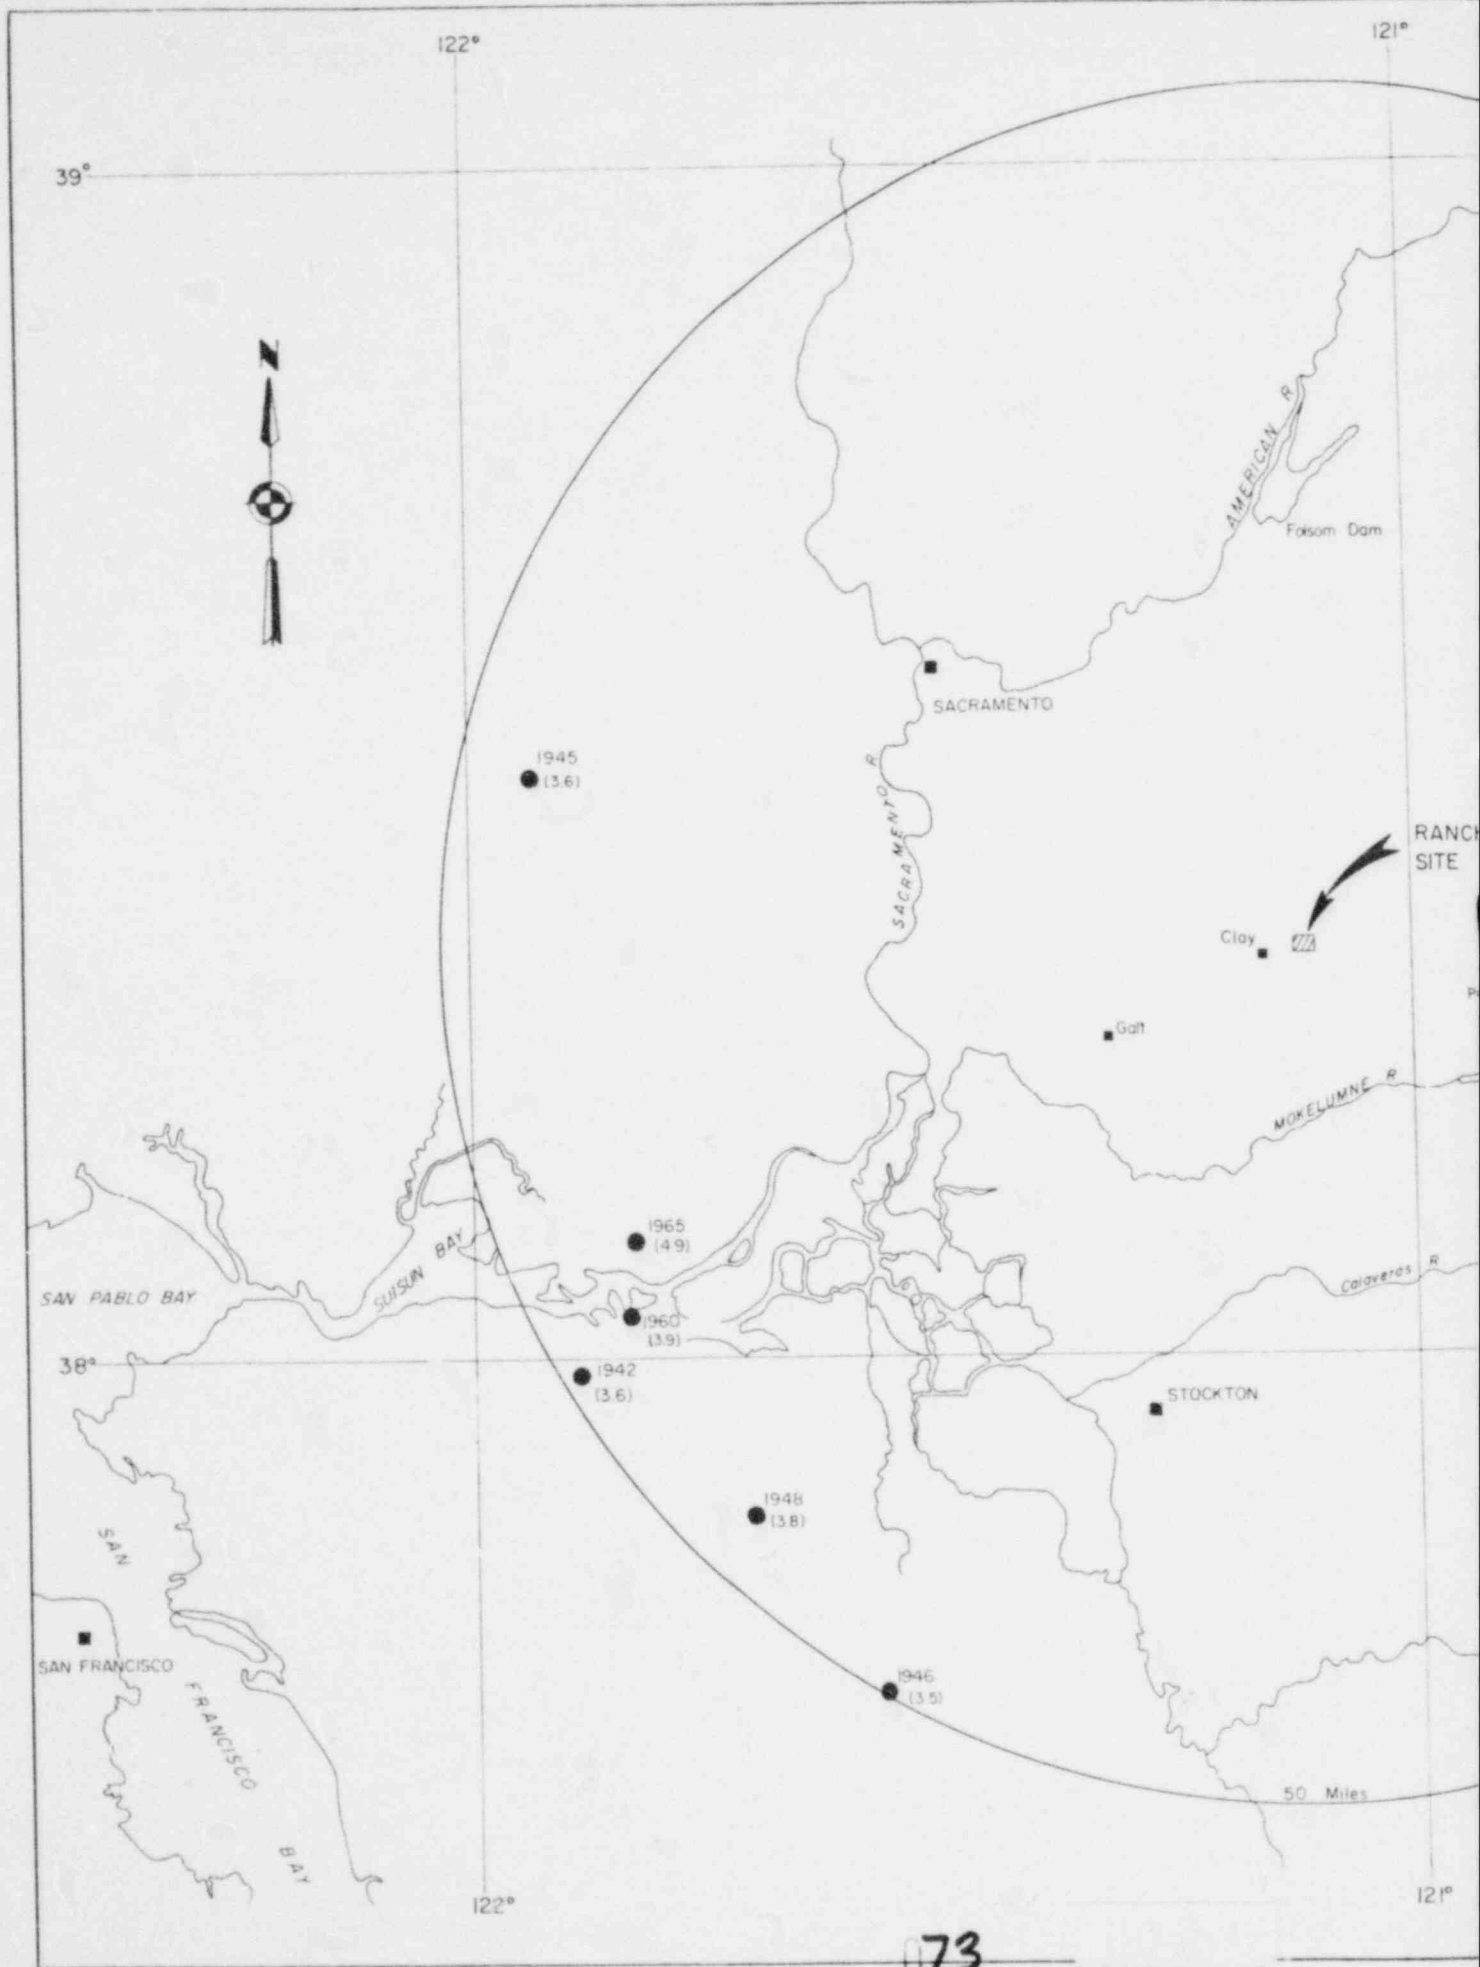 122°
121°
39°
N
AMERICAN R
Folsom Dam
SACRAMENTO
1945
(3.6)
SACRAMENTO R
RANCH
SITE
Clay
Galt
MOKELUMNE R
1965
(4.9)
SUISUN BAY
SAN PABLO BAY
Calaveras R
1960
(3.9)
38°
1942
(3.6)
STOCKTON
1948
(3.8)
SAN FRANCISCO BAY
SAN FRANCISCO
1946
(3.5)
50 Miles
122°
121°
73